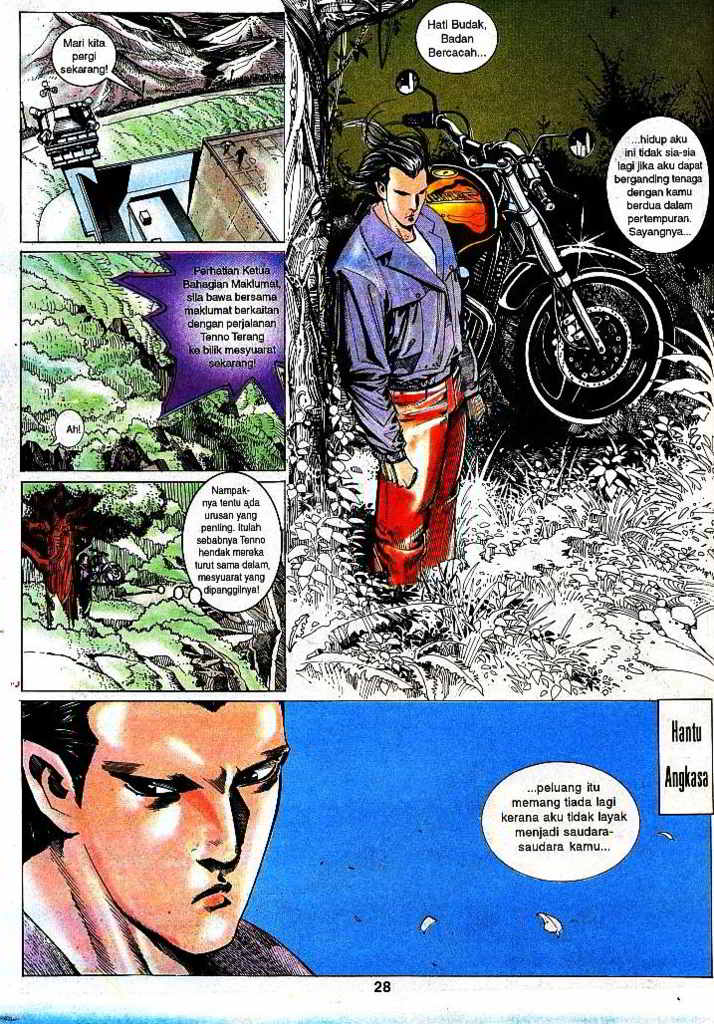 Mari kita
pergi
sekarang!
Perhatian Ketua
Bahagian Maklumat,
sila bawa bersama
maklumat berkaitan
dengan perjalanan
Tenno Terang
ke bilik mesyuarat
sekarang!
Ah!
Nampak-
nya tentu ada
urusan yang
penting. Itulah
sebabnya Tenno
hendak mereka
turut sama dalam
mesyuarat yang
dipanggilnya!
Hati Budak,
Badan
Bercacah...
...hidup aku
ini tidak sia-sia
lagi jika aku dapat
berganding tenaga
dengan kamu
berdua dalam
pertempuran.
Sayangnya...
Hantu
Angkasa
...peluang itu
memang tiada lagi
kerana aku tidak layak
menjadi saudara-
saudara kamu...
28